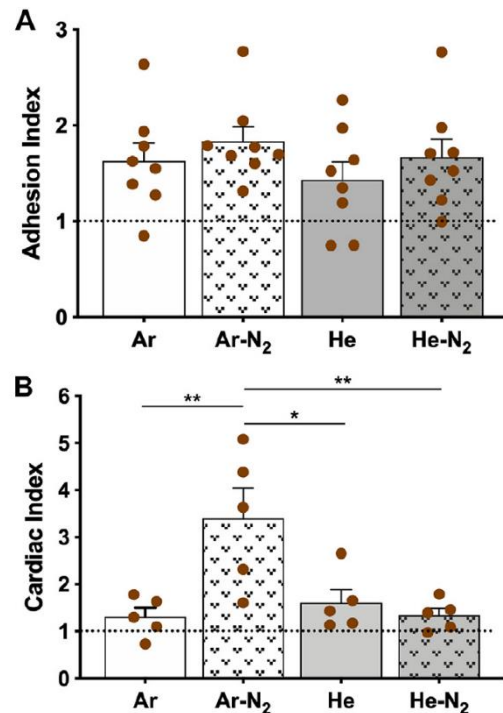 A
Adhesion Index
3
2
1
0
Ar
Ar-N₂
He
He-N₂
B
Cardiac Index
6
5
4
3
2
1
0
**
**
*
Ar
Ar-N₂
He
He-N₂